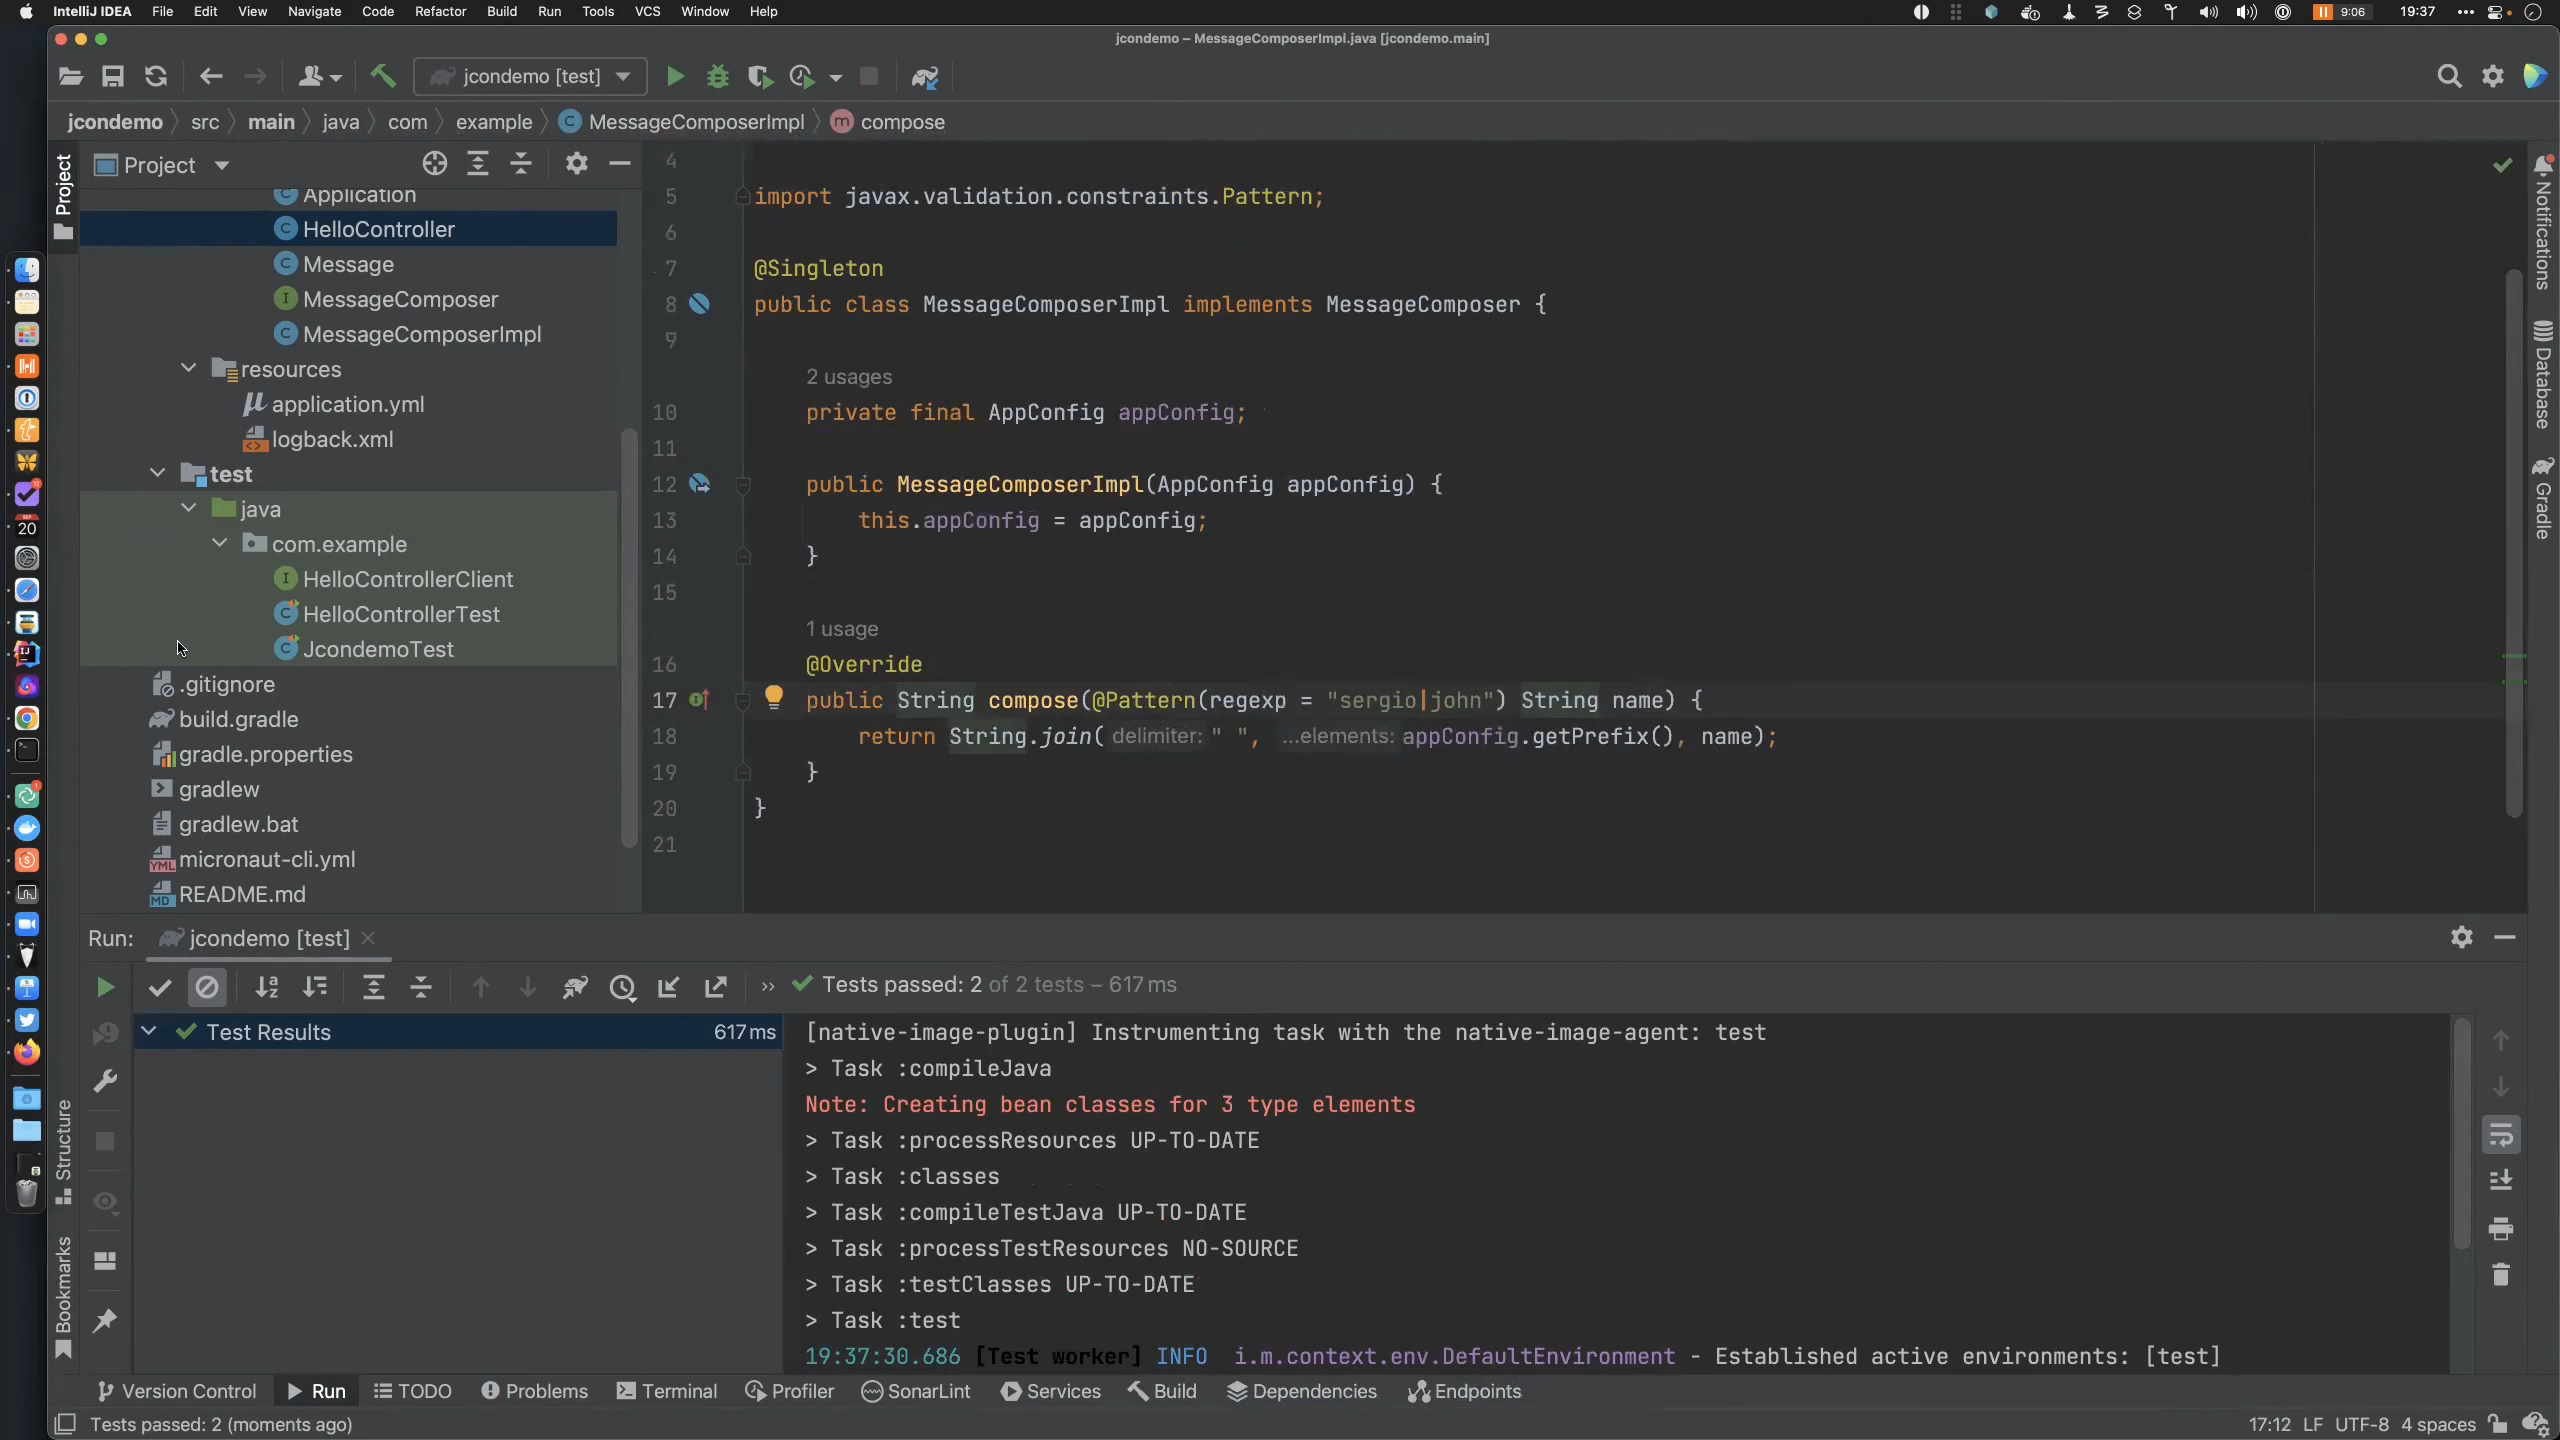 IntelliJ IDEA File Edit View Navigate Code Refactor Build Run Tools VCS Window Help 9:06 19:37
jcondemo – MessageComposerImpl.java [jcondemo.main]
jcondemo [test]
jcondemo src main java com example MessageComposerImpl compose
Project
Project
Application
HelloController
Message
MessageComposer
MessageComposerImpl
resources
application.yml
logback.xml
test
java
com.example
HelloControllerClient
HelloControllerTest
JcondemoTest
.gitignore
build.gradle
gradle.properties
gradlew
gradlew.bat
micronaut-cli.yml
README.md
4
5 import javax.validation.constraints.Pattern;
6
7 @Singleton
8 public class MessageComposerImpl implements MessageComposer {
9
2 usages
10 private final AppConfig appConfig;
11
12 public MessageComposerImpl(AppConfig appConfig) {
13 this.appConfig = appConfig;
14 }
15
1 usage
16 @Override
17 public String compose(@Pattern(regexp = "sergio|john") String name) {
18 return String.join( delimiter: " ", ...elements: appConfig.getPrefix(), name);
19 }
20 }
21
Notifications
Database
Gradle
Run: jcondemo [test]
Tests passed: 2 of 2 tests – 617 ms
Test Results 617 ms
[native-image-plugin] Instrumenting task with the native-image-agent: test
> Task :compileJava
Note: Creating bean classes for 3 type elements
> Task :processResources UP-TO-DATE
> Task :classes
> Task :compileTestJava UP-TO-DATE
> Task :processTestResources NO-SOURCE
> Task :testClasses UP-TO-DATE
> Task :test
19:37:30.686 [Test worker] INFO i.m.context.env.DefaultEnvironment - Established active environments: [test]
Structure
Bookmarks
Version Control Run TODO Problems Terminal Profiler SonarLint Services Build Dependencies Endpoints
Tests passed: 2 (moments ago) 17:12 LF UTF-8 4 spaces